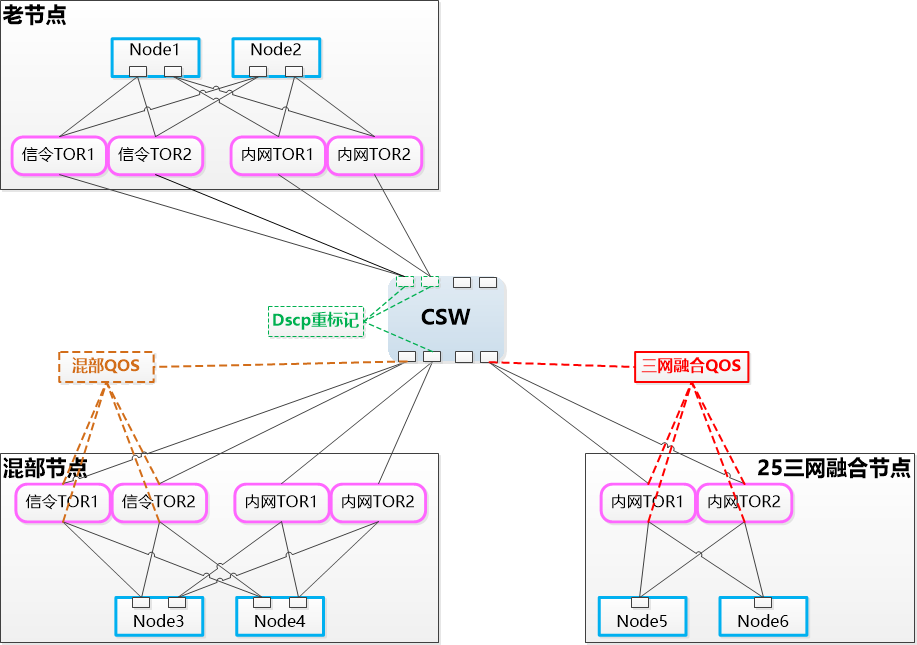 老节点
Node1
Node2
信令TOR1
信令TOR2
内网TOR1
内网TOR2
Dscp重标记
CSW
混部QOS
三网融合QOS
混部节点
信令TOR1
信令TOR2
内网TOR1
内网TOR2
Node3
Node4
25三网融合节点
内网TOR1
内网TOR2
Node5
Node6